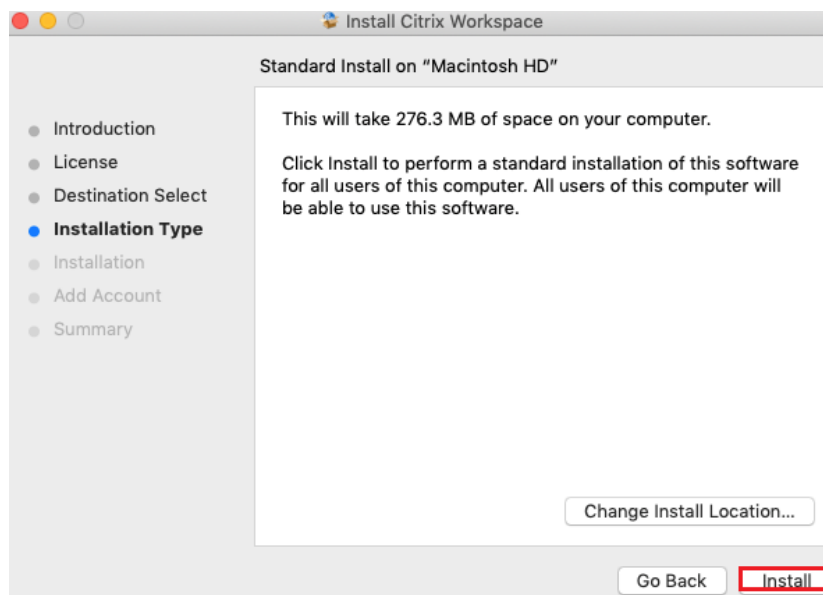 Install Citrix Workspace
Standard Install on “Macintosh HD”
Introduction
License
Destination Select
Installation Type
Installation
Add Account
Summary
This will take 276.3 MB of space on your computer.
Click Install to perform a standard installation of this software
for all users of this computer. All users of this computer will
be able to use this software.
Change Install Location...
Go Back
Install